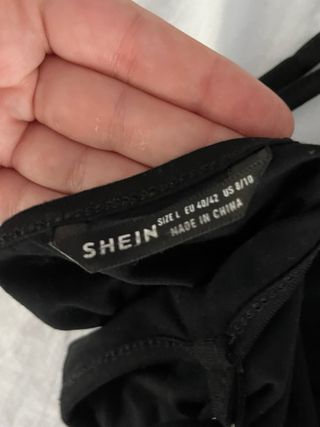 SHEIN
SIZE L EU 40/42 US 8/10
MADE IN CHINA